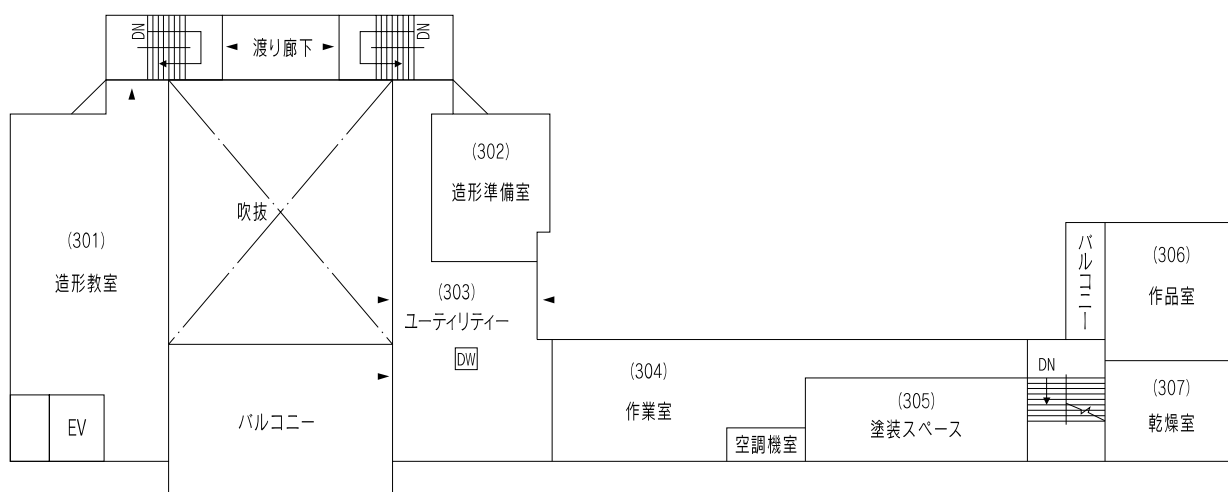 DN
渡り廊下
DN
(302)
造形準備室
吹抜
(301)
造形教室
(303)
ユーティリティー
DW
バルコニー
(306)
作品室
(304)
作業室
DN
(305)
塗装スペース
(307)
乾燥室
EV
バルコニー
空調機室